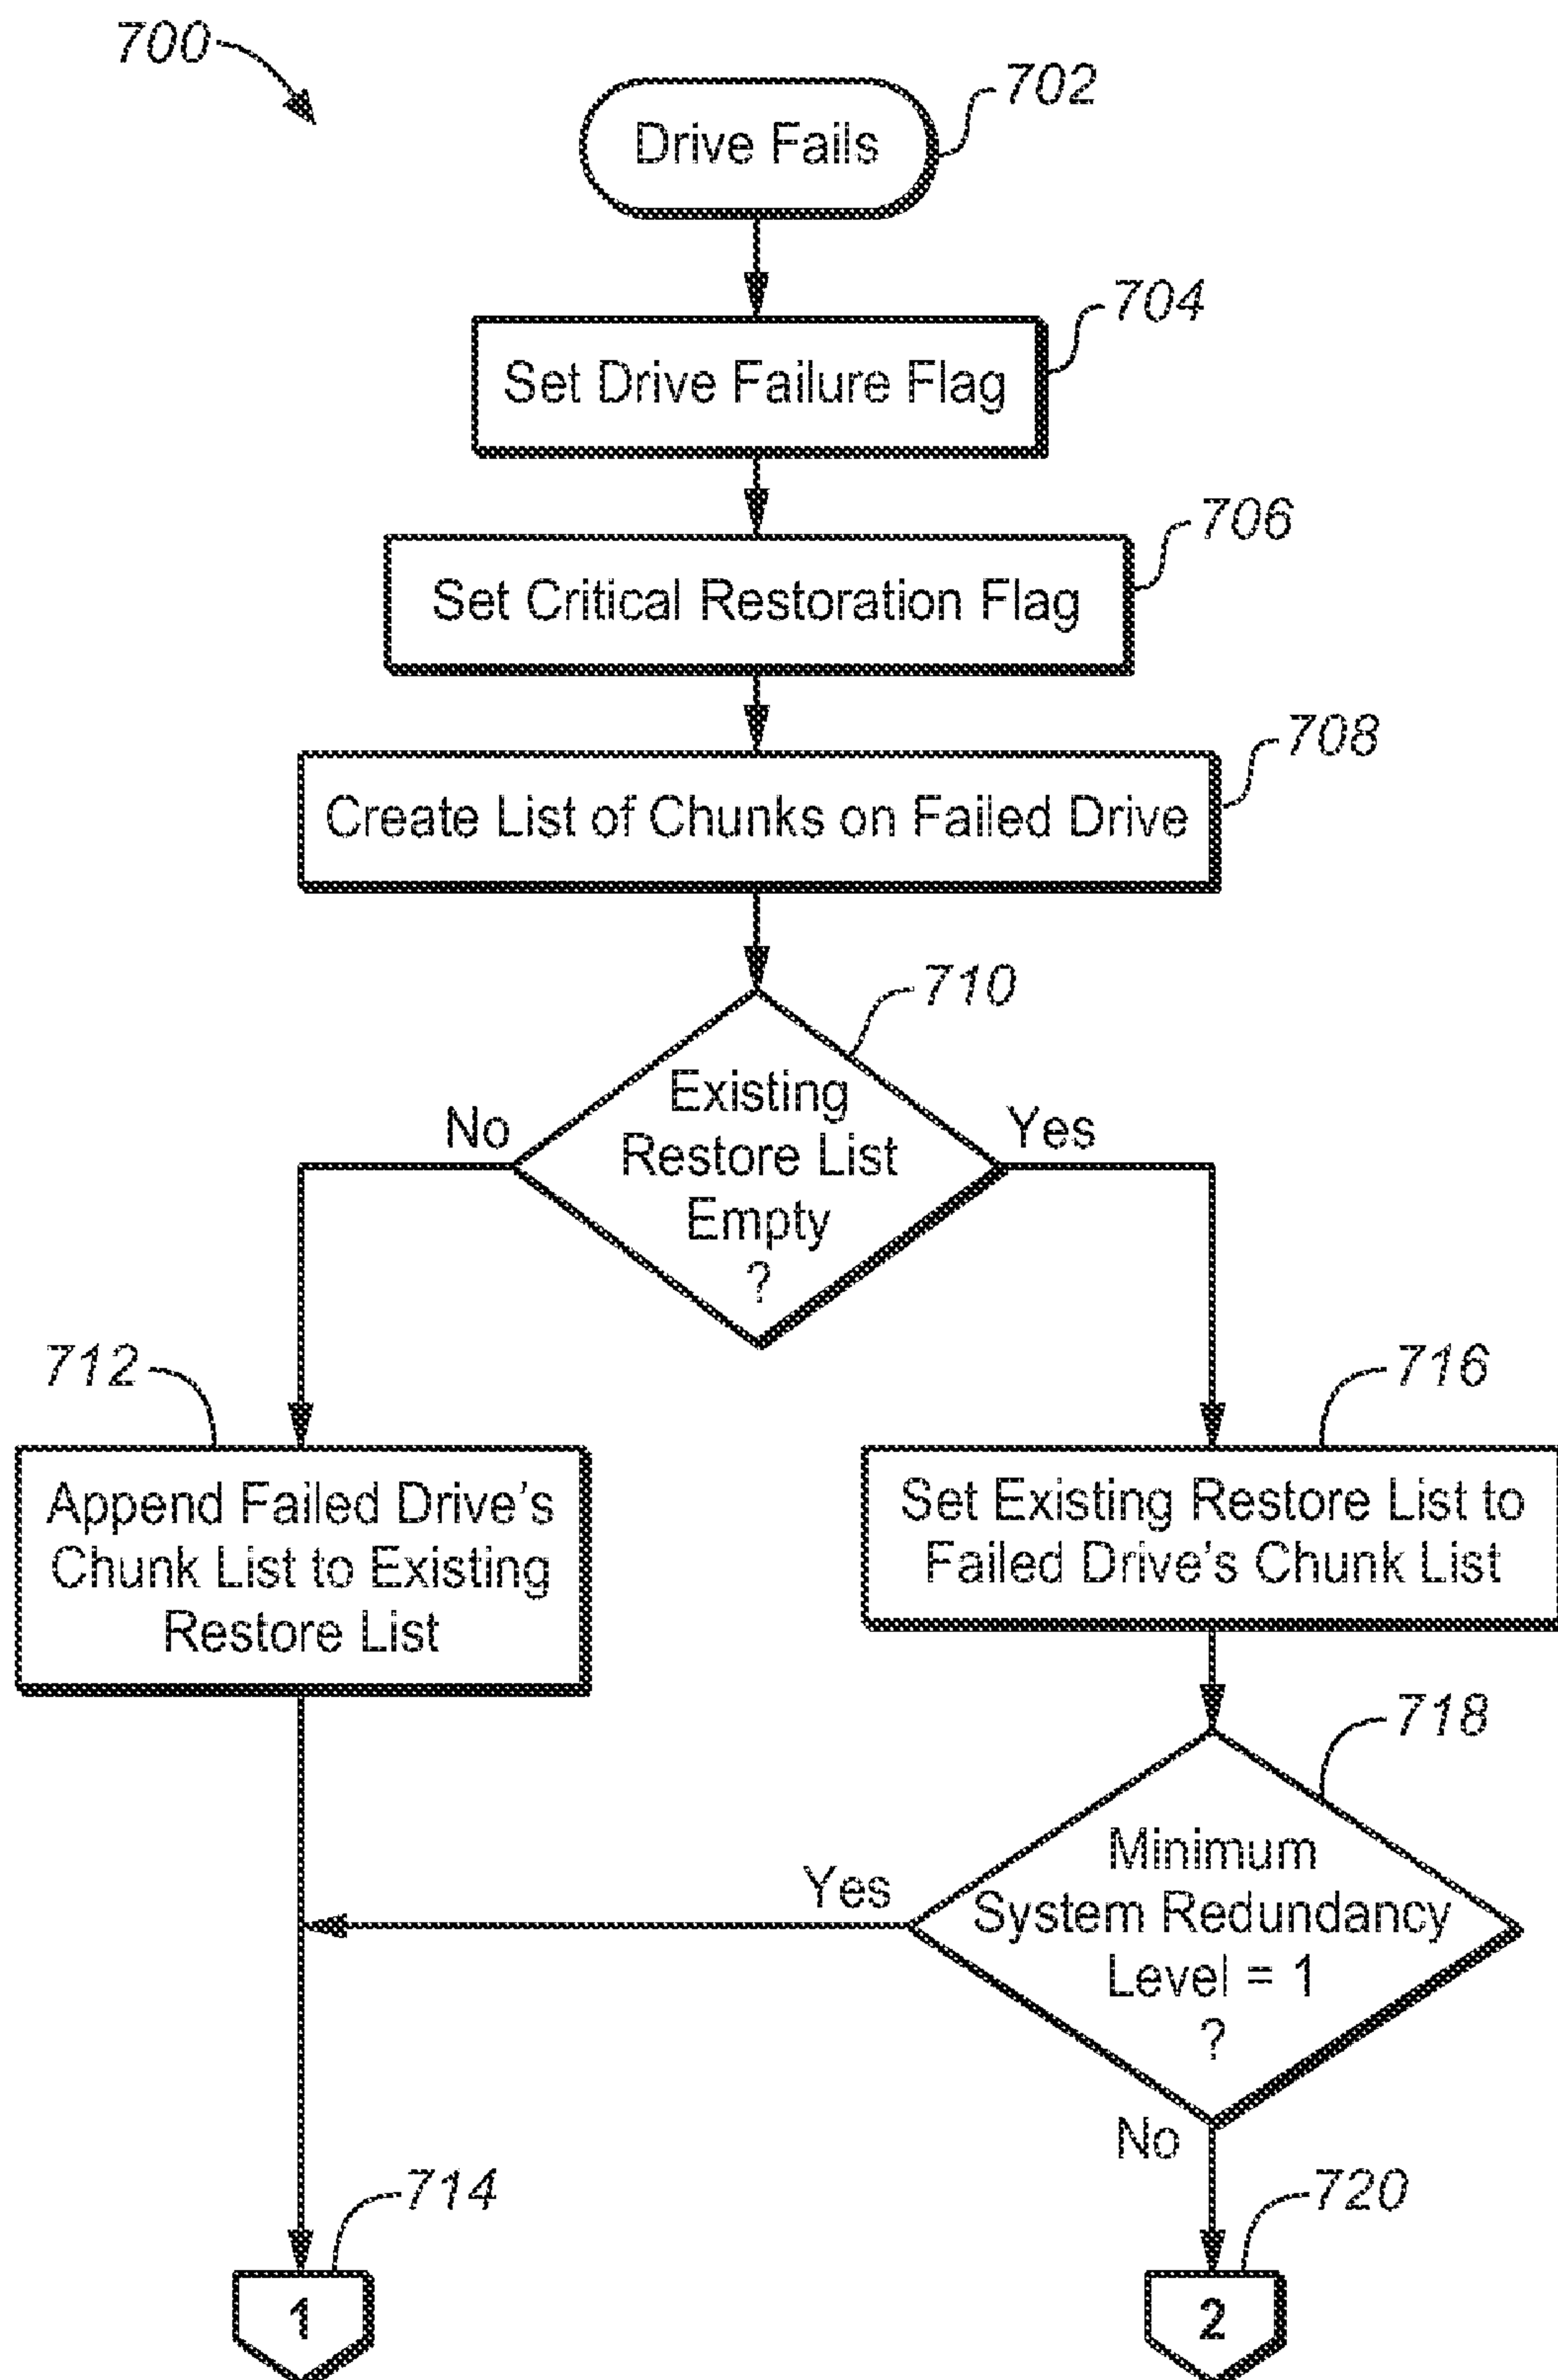 700
702
Drive Fails
704
Set Drive Failure Flag
706
Set Critical Restoration Flag
708
Create List of Chunks on Failed Drive
710
Existing
Restore List
Empty
?
No
Yes
712
Append Failed Drive's
Chunk List to Existing
Restore List
716
Set Existing Restore List to
Failed Drive's Chunk List
718
Minimum
System Redundancy
Level = 1
?
Yes
No
714
1
720
2